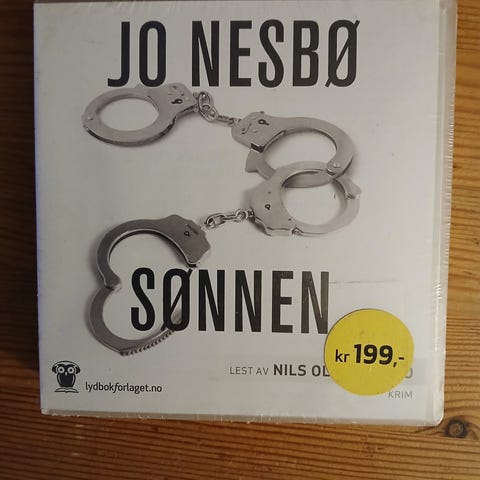 JO NESBØ
SØNNEN
kr 199,-
LEST AV NILS
KRIM
lydbokforlaget.no